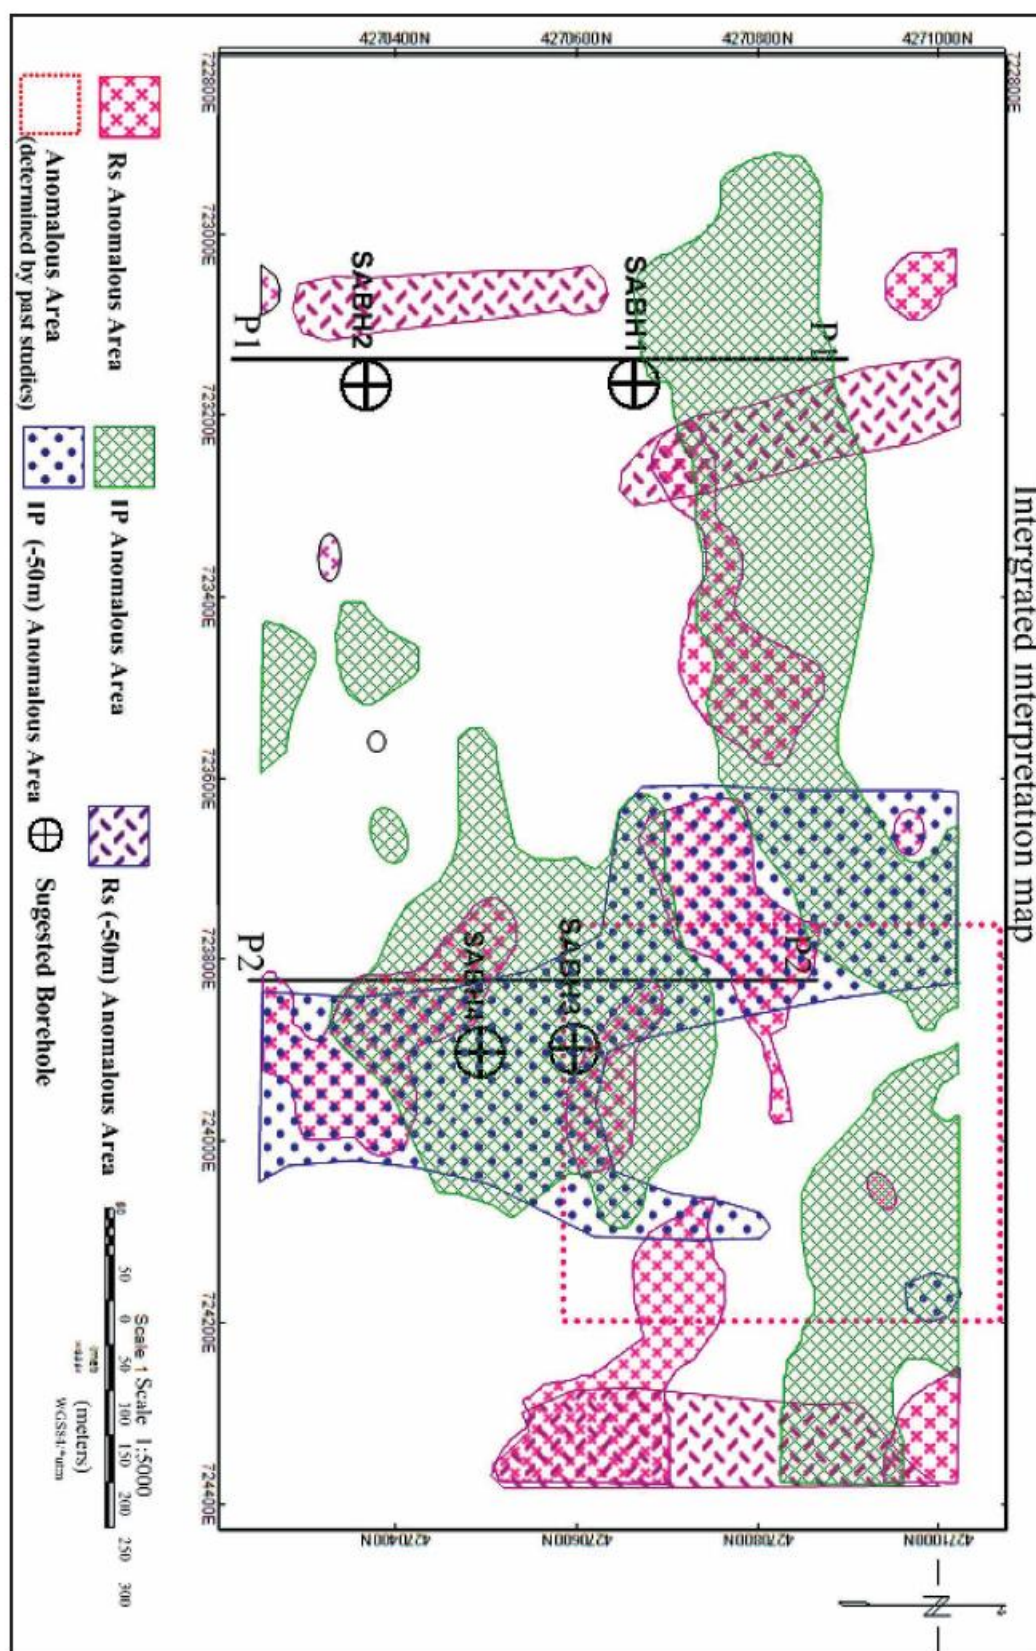 Intergrated interpretation map
722800E
723000E
723200E
723400E
723600E
723800E
724000E
724200E
724400E
722800E
4271000N
4270800N
4270600N
4270400N
4271000N
4270800N
4270600N
4270400N
N
P1
P1
SABH1
SABH2
P2
P2
SABH3
SABH4
Rs Anomalous Area
IP Anomalous Area
Rs (-50m) Anomalous Area
Anomalous Area
(determined by past studies)
IP (-50m) Anomalous Area
Sugested Borehole
50 0 50 100 150 200 250 300
Scale 1 Scale 1:5000
(meters)